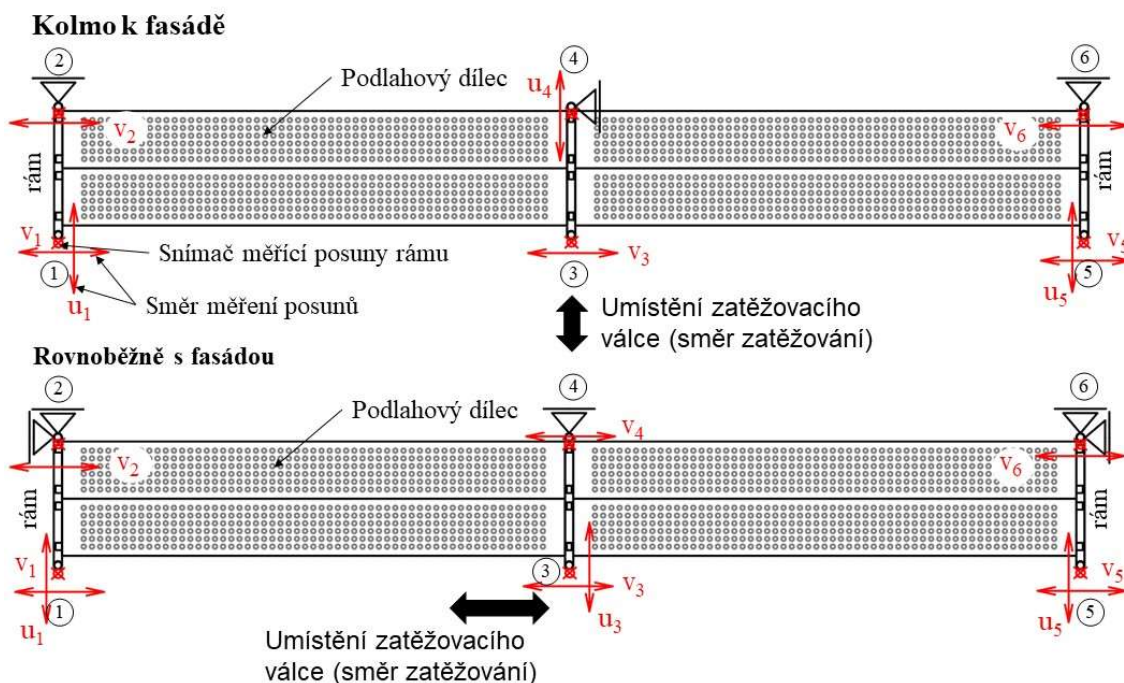 Kolmo k fasádě
2
4
6
Podlahový dílec
u4
v2
v6
rám
rám
v1
Snímač měřící posuny rámu
v3
v5
1
3
5
u1
Směr měření posunů
u5
Umístění zatěžovacího
válce (směr zatěžování)
Rovnoběžně s fasádou
2
4
6
Podlahový dílec
v4
v2
v6
rám
rám
v1
3
v3
v5
1
5
u1
u3
u5
Umístění zatěžovacího
válce (směr zatěžování)